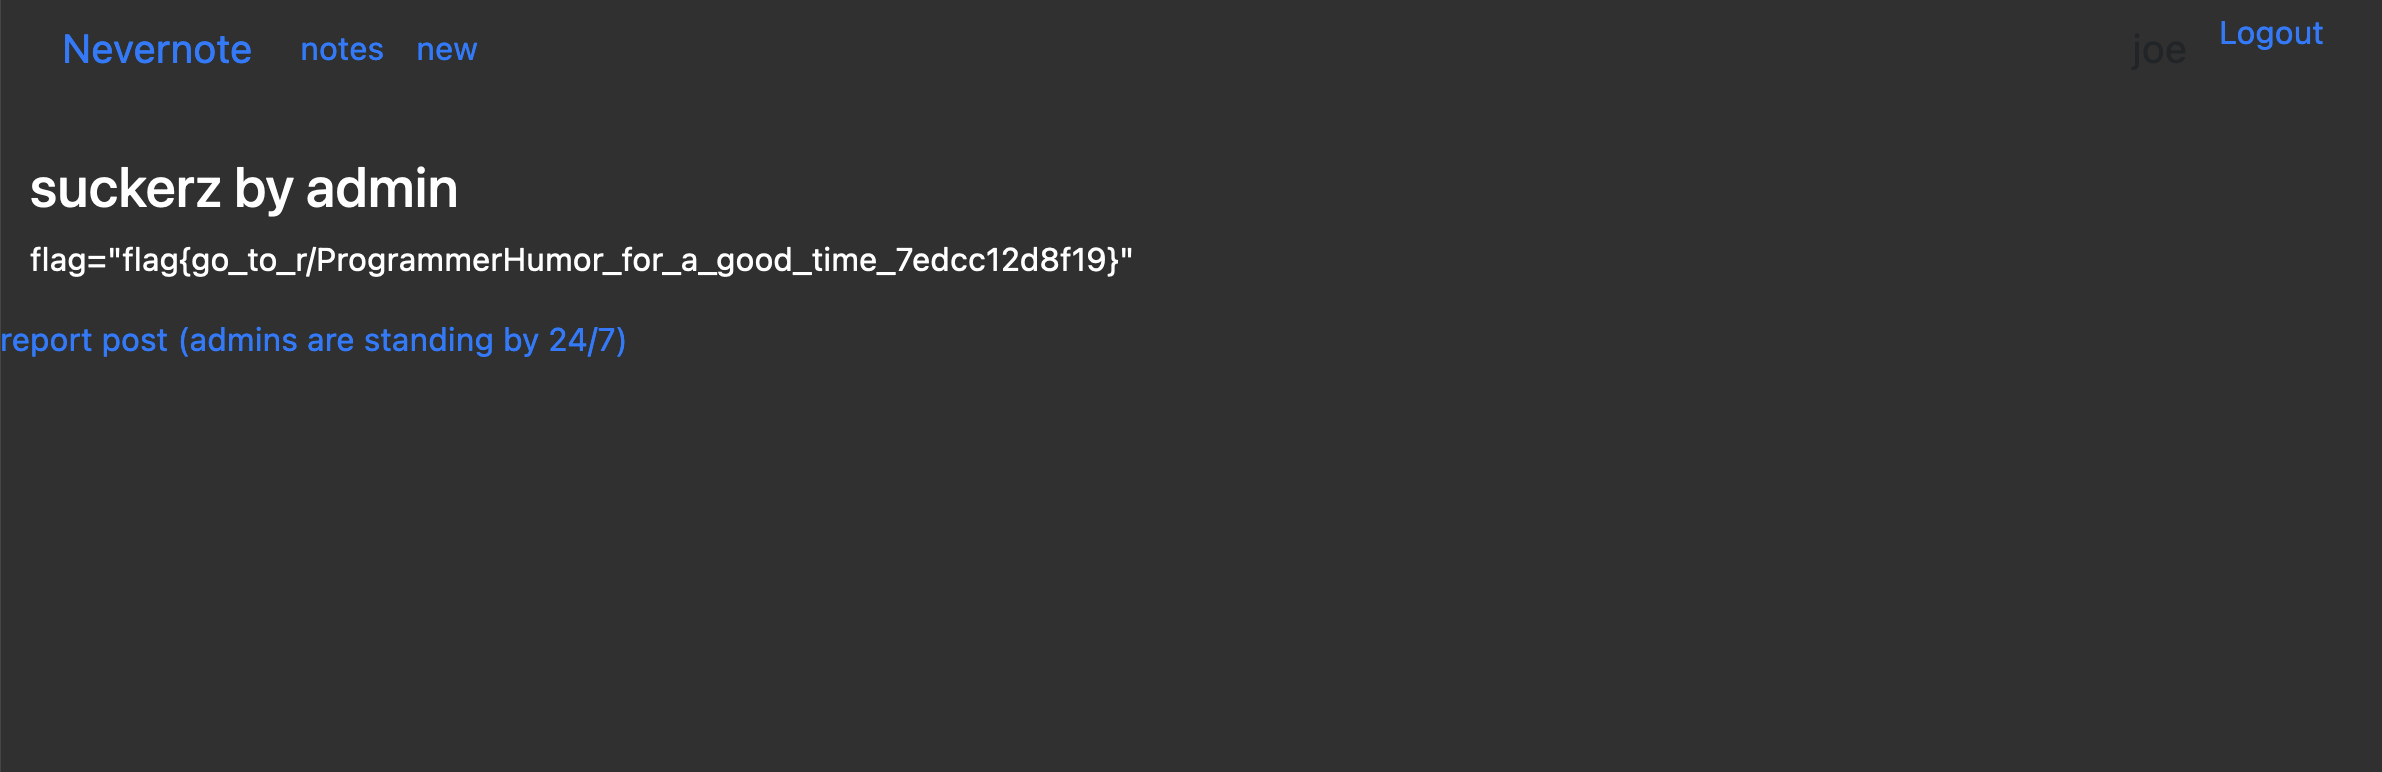 Nevernote notes new joe Logout
suckerz by admin
flag="flag{go_to_r/ProgrammerHumor_for_a_good_time_7edcc12d8f19}"
report post (admins are standing by 24/7)